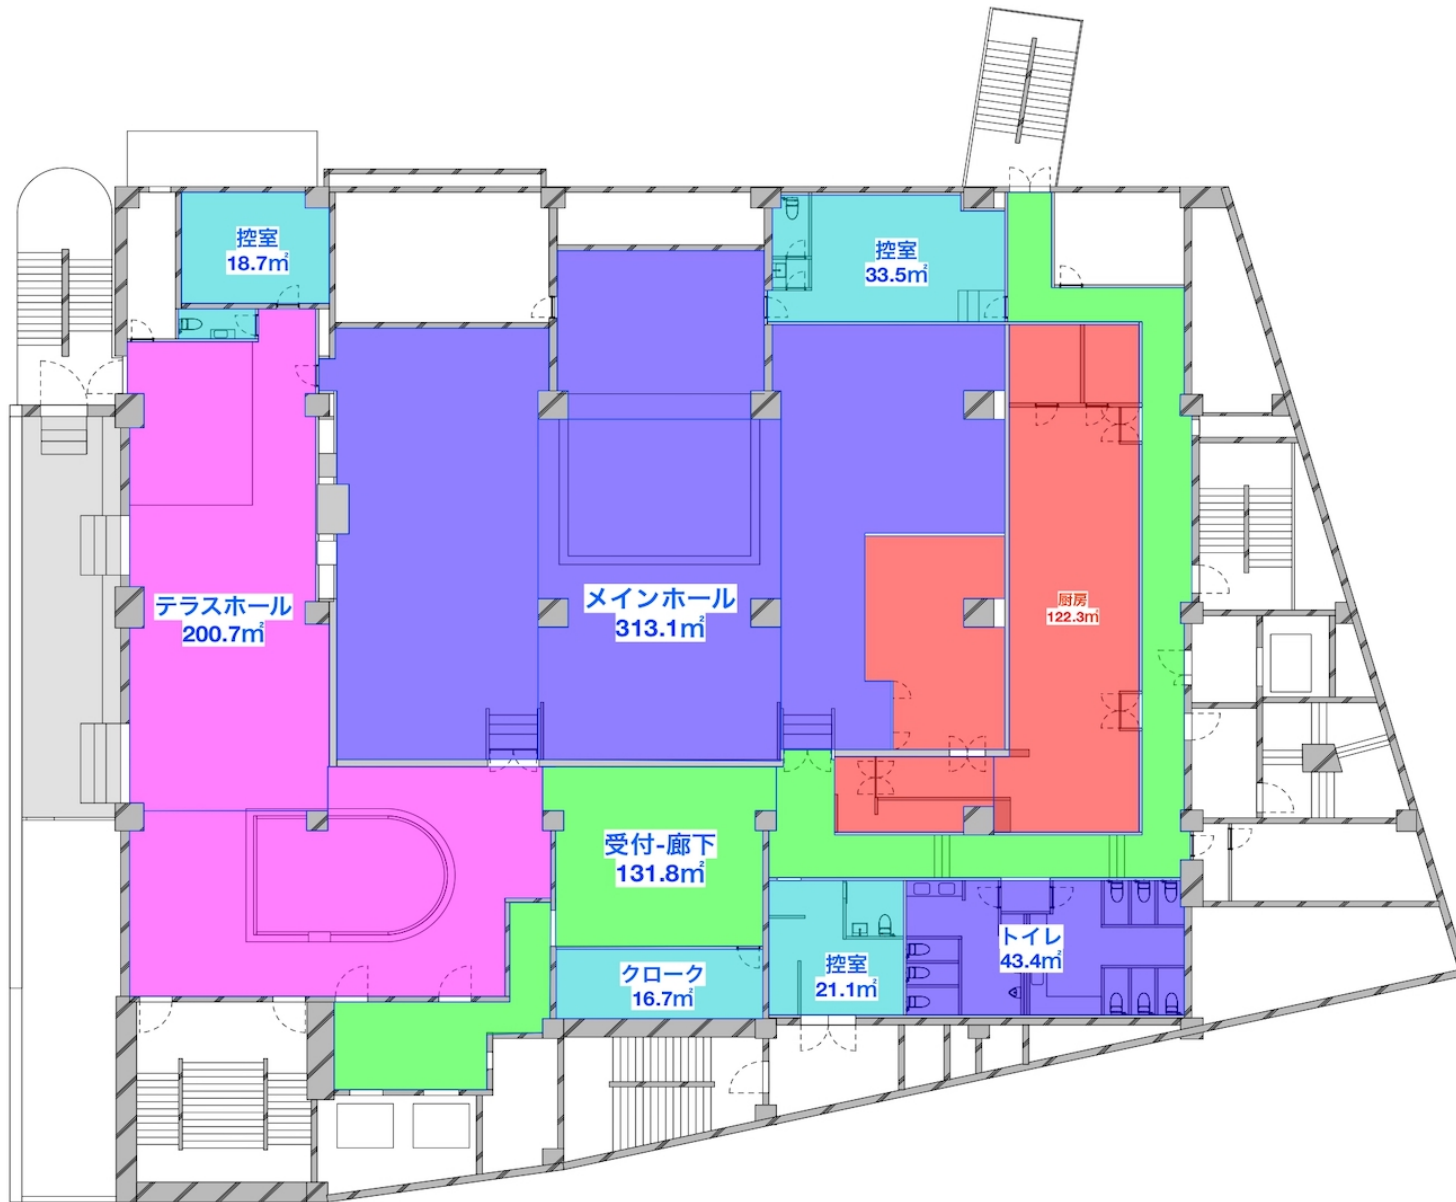 控室
18.7㎡
控室
33.5㎡
テラスホール
200.7㎡
メインホール
313.1㎡
厨房
122.3㎡
受付-廊下
131.8㎡
クローク
16.7㎡
控室
21.1㎡
トイレ
43.4㎡